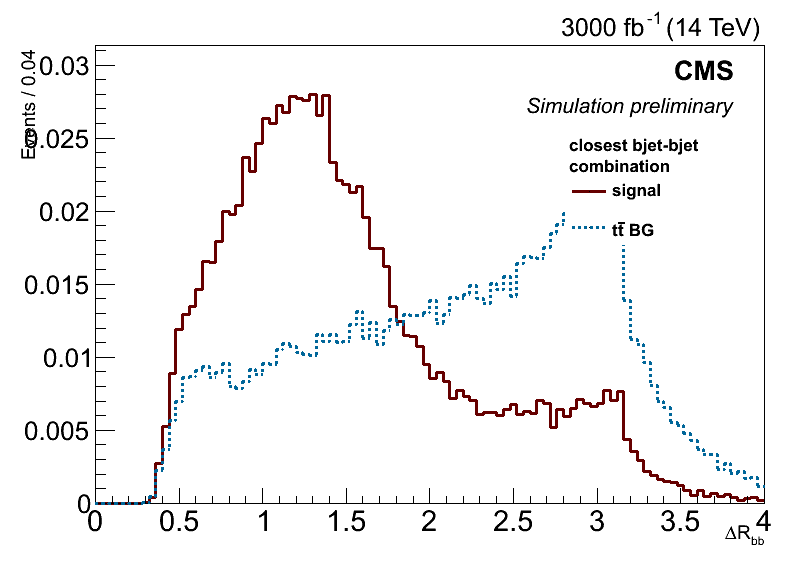 3000 fb⁻¹ (14 TeV)
CMS
Simulation preliminary
closest bjet-bjet
combination
signal
tt̄ BG
Events / 0.04
0.03
0.025
0.02
0.015
0.01
0.005
0
0 0.5 1 1.5 2 2.5 3 3.5 4
ΔR_bb